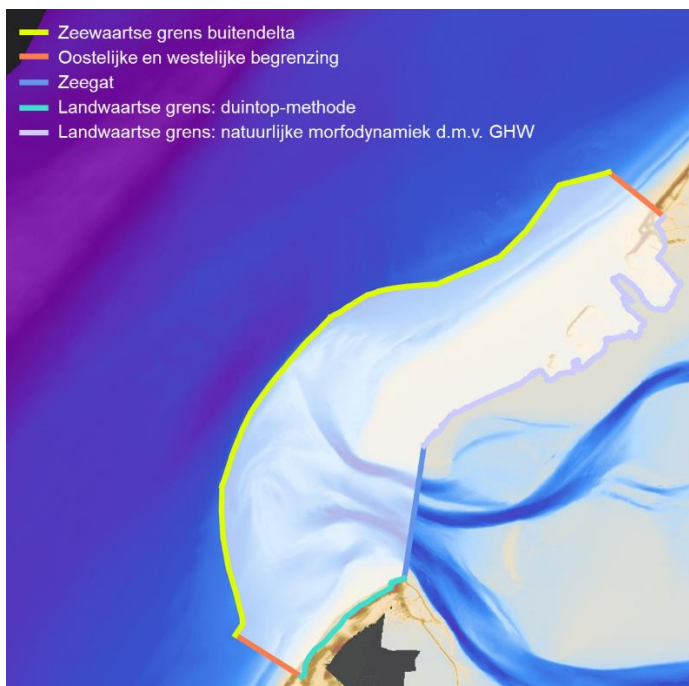 Zeewaartse grens buitendelta
Oostelijke en westelijke begrenzing
Zeegat
Landwaartse grens: duintop-methode
Landwaartse grens: natuurlijke morfodynamiek d.m.v. GHW